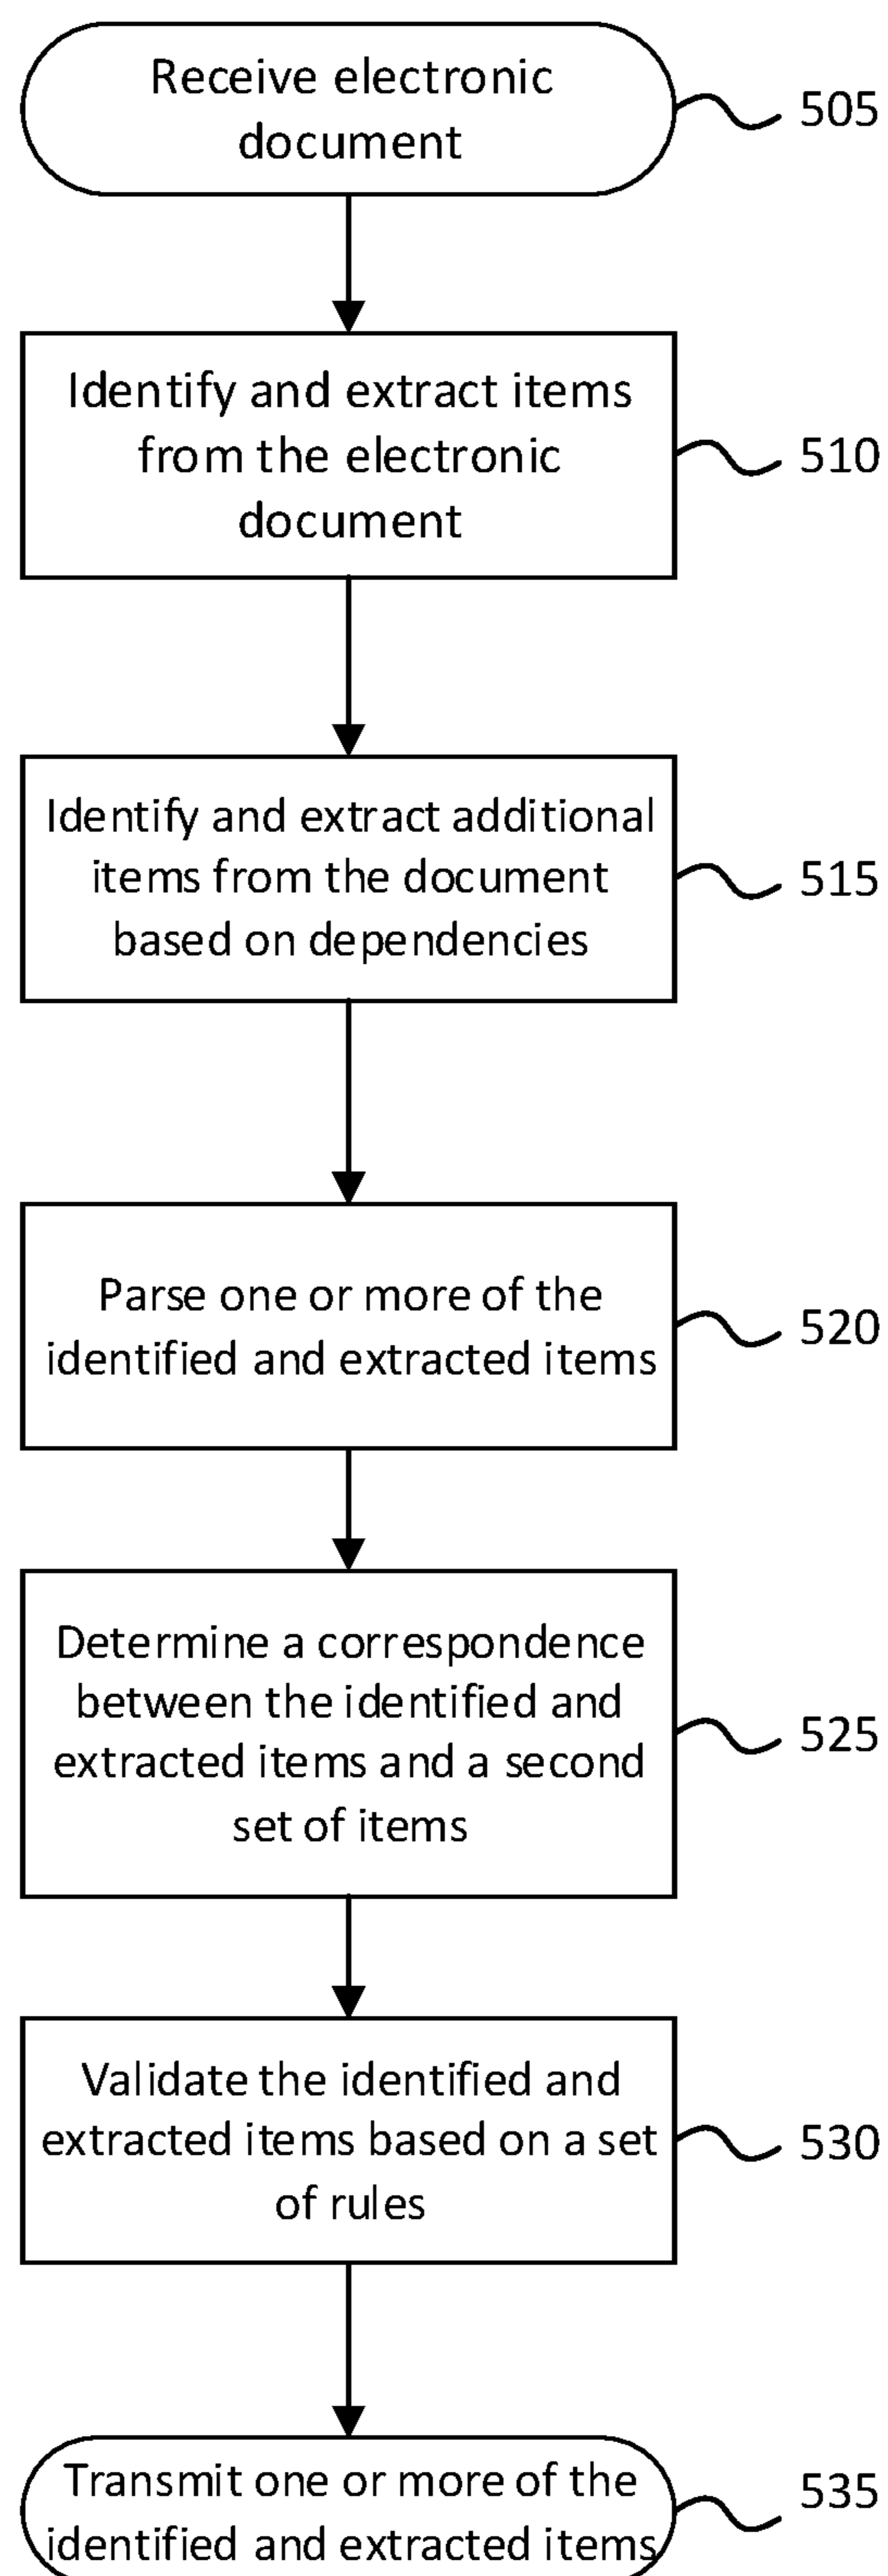 Receive electronic
document
505
Identify and extract items
from the electronic
document
510
Identify and extract additional
items from the document
based on dependencies
515
Parse one or more of the
identified and extracted items
520
Determine a correspondence
between the identified and
extracted items and a second
set of items
525
Validate the identified and
extracted items based on a set
of rules
530
Transmit one or more of the
identified and extracted items
535